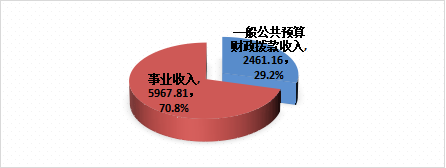 一般公共预算
财政拨款收入,
2461.16,
29.2%
事业收入,
5967.81,
70.8%